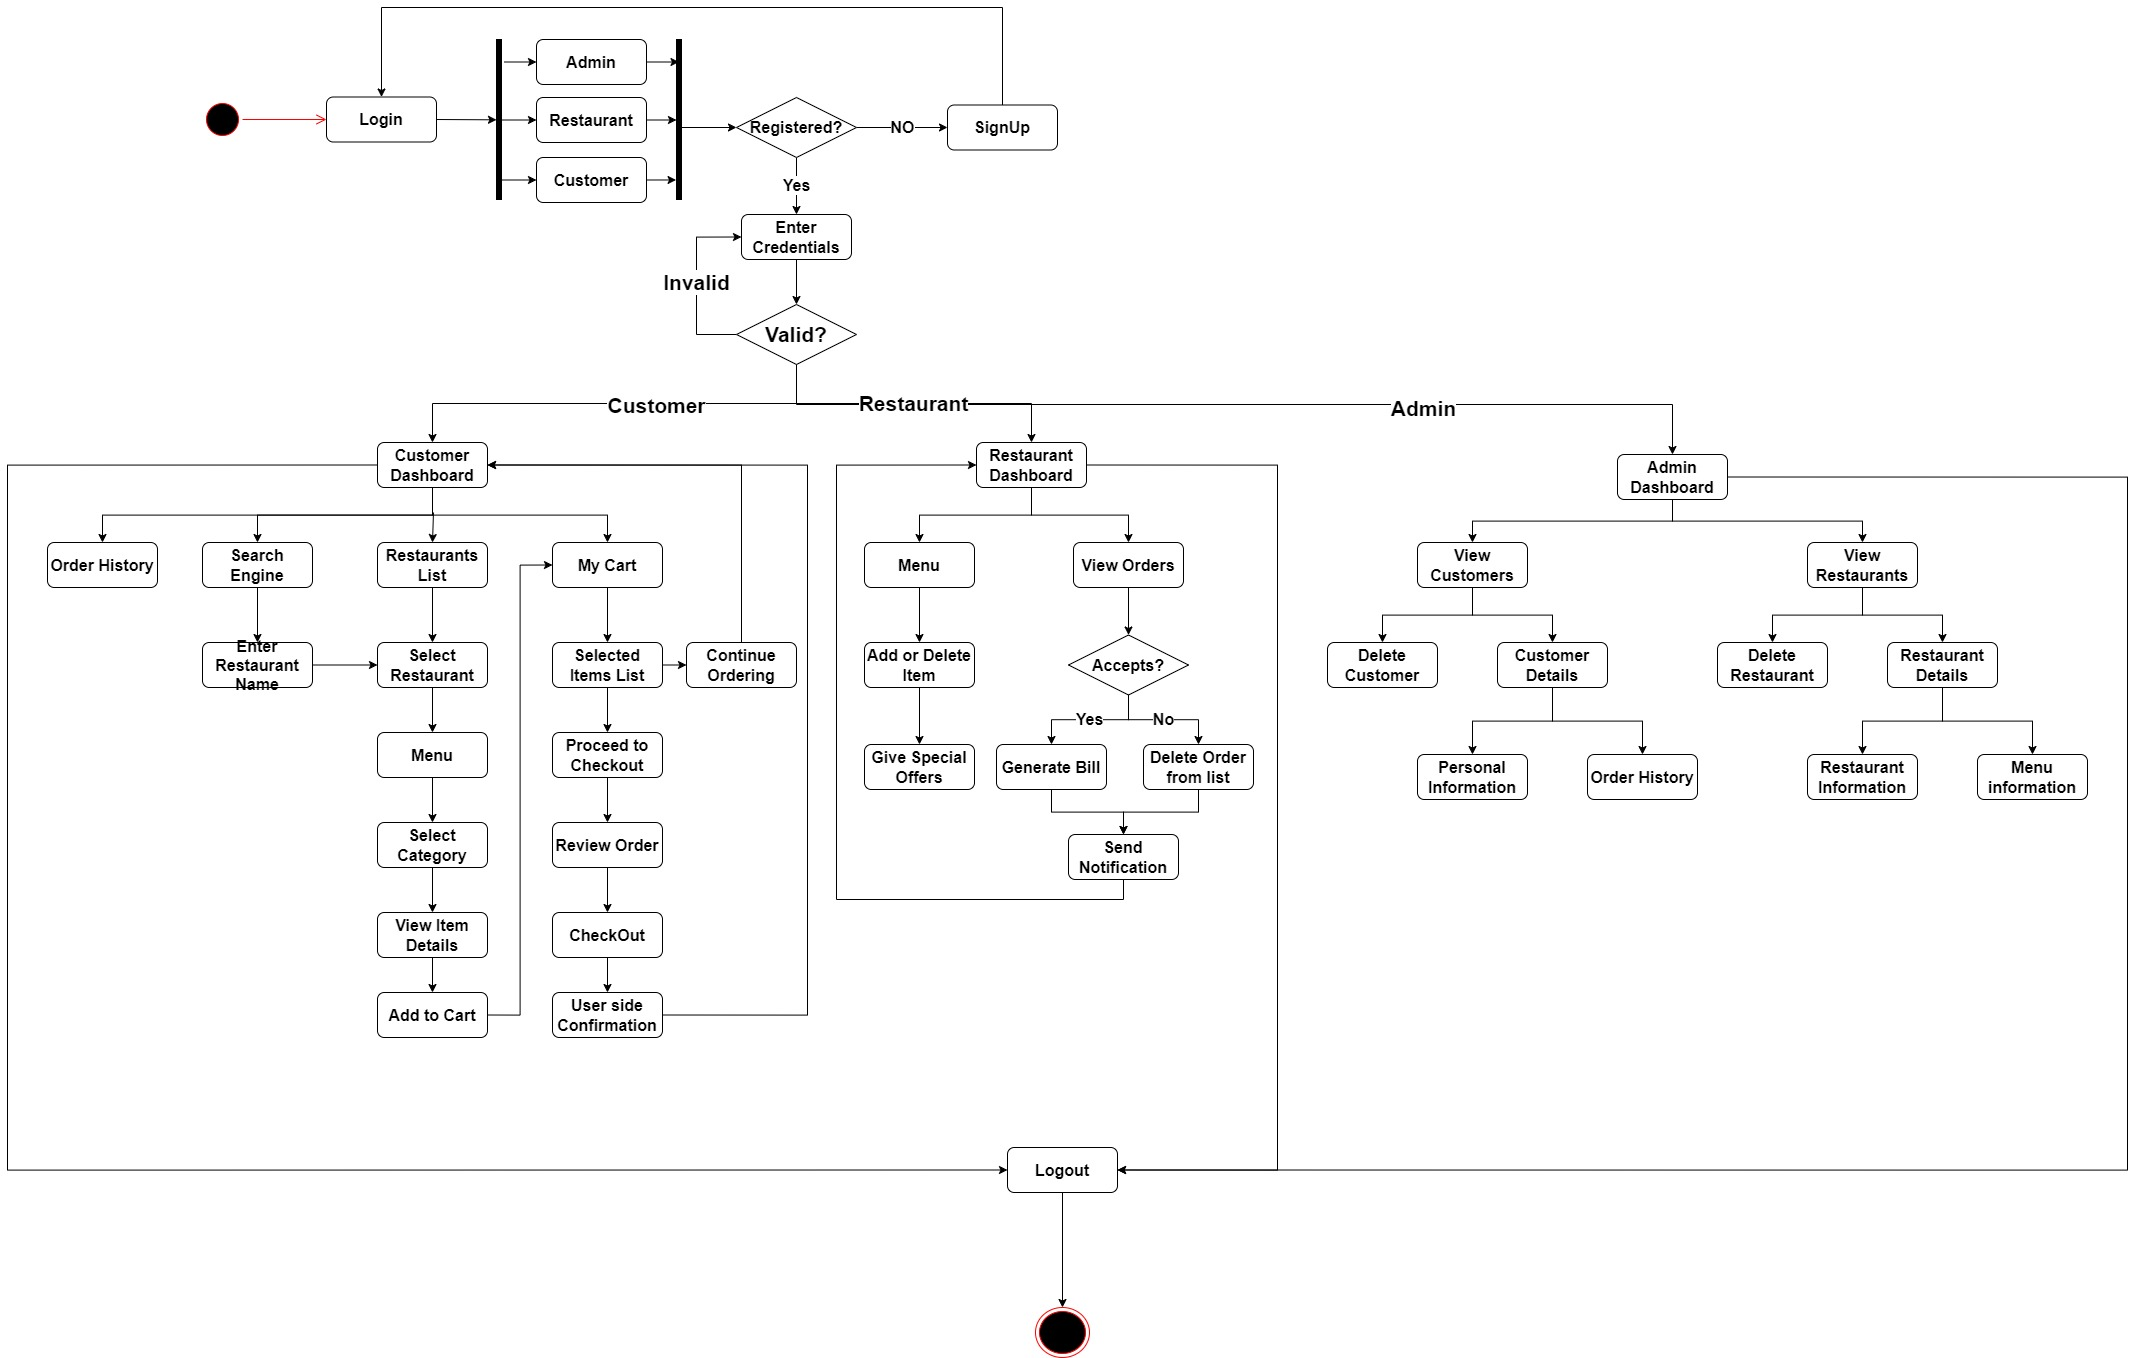 Admin
Login
Restaurant
Registered?
NO
SignUp
Customer
Yes
Enter
Credentials
Invalid
Valid?
Customer
Restaurant
Admin
Customer
Dashboard
Restaurant
Dashboard
Admin
Dashboard
Order History
Search
Engine
Restaurants
List
My Cart
Menu
View Orders
View
Customers
View
Restaurants
Enter
Restaurant
Name
Select
Restaurant
Selected
Items List
Continue
Ordering
Add or Delete
Item
Accepts?
Delete
Customer
Customer
Details
Delete
Restaurant
Restaurant
Details
Yes
No
Menu
Proceed to
Checkout
Give Special
Offers
Generate Bill
Delete Order
from list
Personal
Information
Order History
Restaurant
Information
Menu
information
Select
Category
Review Order
Send
Notification
View Item
Details
CheckOut
Add to Cart
User side
Confirmation
Logout